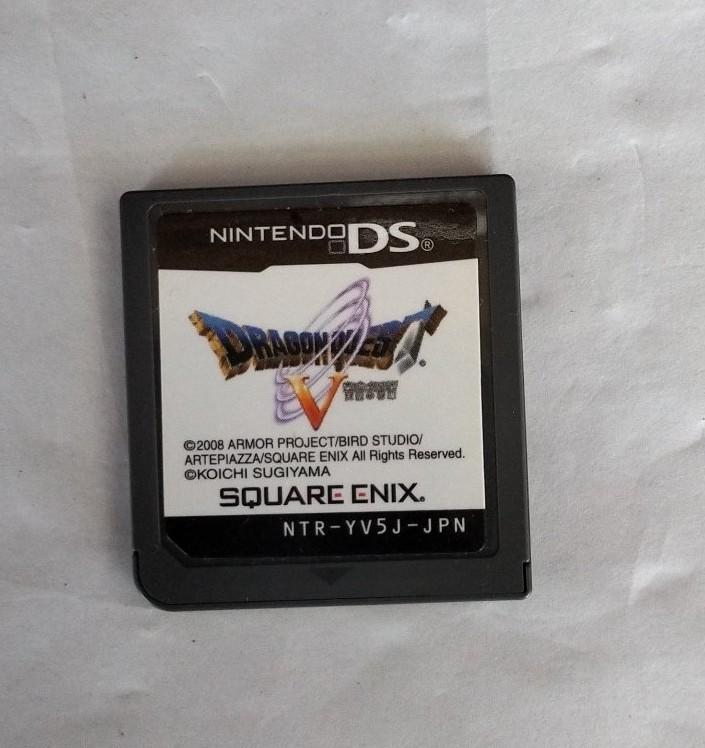 NINTENDO DS®
DRAGON QUEST®
V
©2008 ARMOR PROJECT/BIRD STUDIO/
ARTEPIAZZA/SQUARE ENIX All Rights Reserved.
©KOICHI SUGIYAMA
SQUARE ENIX®
NTR-YV5J-JPN